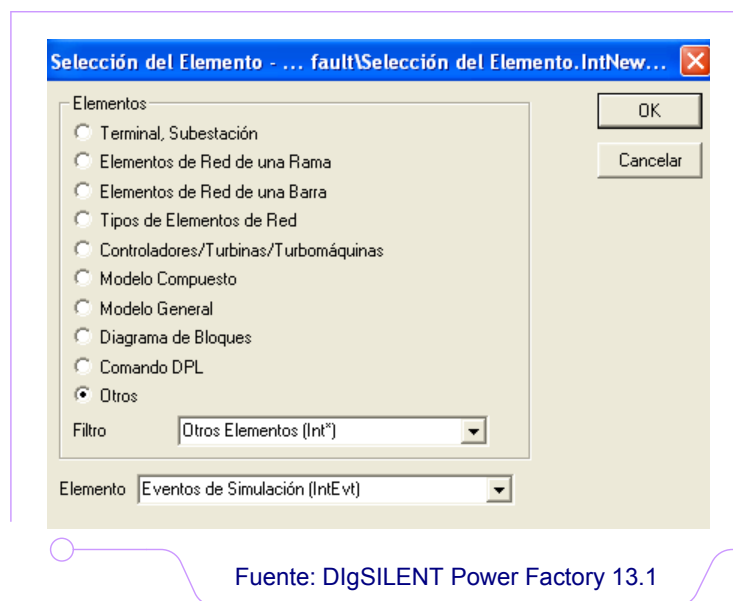 Selección del Elemento - ... fault\Selección del Elemento.IntNew...
Elementos
OK
Terminal, Subestación
Elementos de Red de una Rama
Cancelar
Elementos de Red de una Barra
Tipos de Elementos de Red
Controladores/Turbinas/Turbomáquinas
Modelo Compuesto
Modelo General
Diagrama de Bloques
Comando DPL
Otros
Filtro Otros Elementos (Int*)
Elemento Eventos de Simulación (IntEvt)
Fuente: DIgSILENT Power Factory 13.1